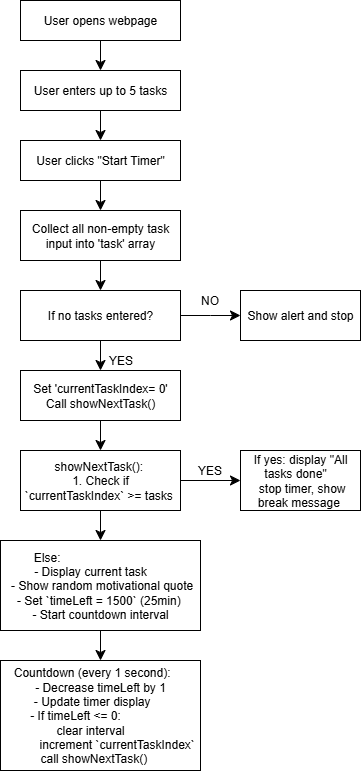 User opens webpage
User enters up to 5 tasks
User clicks "Start Timer"
Collect all non-empty task
input into 'task' array
If no tasks entered?
NO
Show alert and stop
YES
Set 'currentTaskIndex= 0'
Call showNextTask()
showNextTask():
1. Check if
`currentTaskIndex` >= tasks
YES
If yes: display "All
tasks done"
stop timer, show
break message
Else:
- Display current task
- Show random motivational quote
- Set `timeLeft = 1500` (25min)
- Start countdown interval
Countdown (every 1 second):
- Decrease timeLeft by 1
- Update timer display
- If timeLeft <= 0:
clear interval
increment `currentTaskIndex`
call showNextTask()